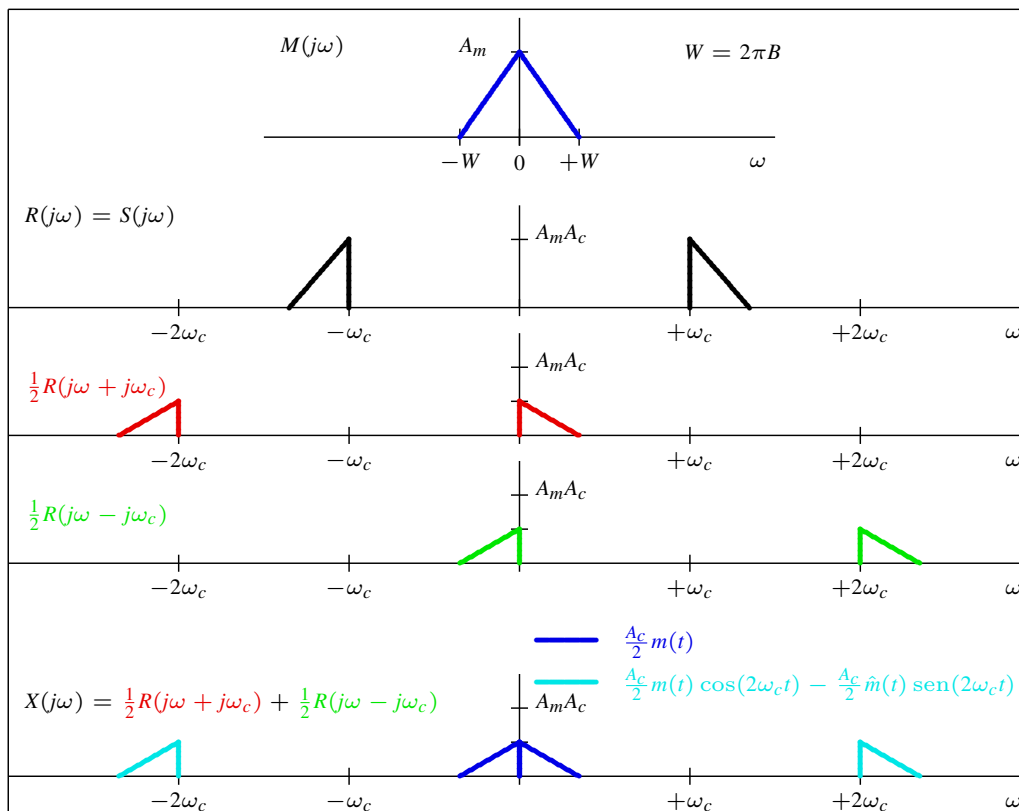 M(jω) A_m W = 2πB
−W 0 +W ω
R(jω) = S(jω) A_mA_c
−2ω_c −ω_c +ω_c +2ω_c ω
½R(jω + jω_c) A_mA_c
−2ω_c −ω_c +ω_c +2ω_c ω
½R(jω − jω_c) A_mA_c
−2ω_c −ω_c +ω_c +2ω_c ω
A_c/2 m(t)
A_c/2 m(t) cos(2ω_ct) − A_c/2 m̂(t) sen(2ω_ct)
X(jω) = ½R(jω + jω_c) + ½R(jω − jω_c) A_mA_c
−2ω_c −ω_c +ω_c +2ω_c ω